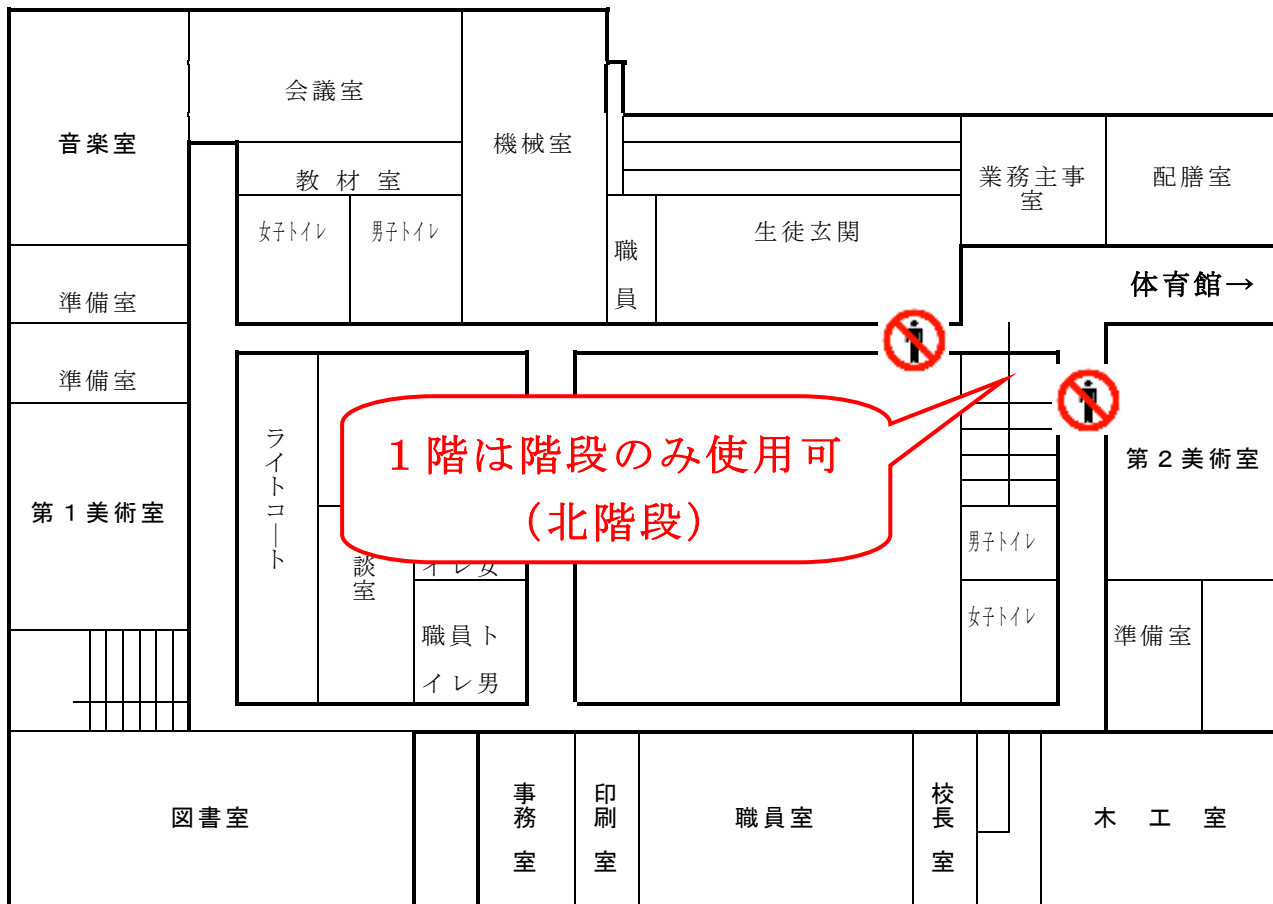 会議室
音楽室
機械室
教材室
業務主事
室
配膳室
女子トイレ
男子トイレ
生徒玄関
職
員
体育館→
準備室
準備室
ライトコート
1階は階段のみ使用可
（北階段）
第1美術室
第2美術室
男子トイレ
談
室
イレ女
女子トイレ
職員ト
イレ男
準備室
図書室
事務室
印刷室
職員室
校長室
木工室